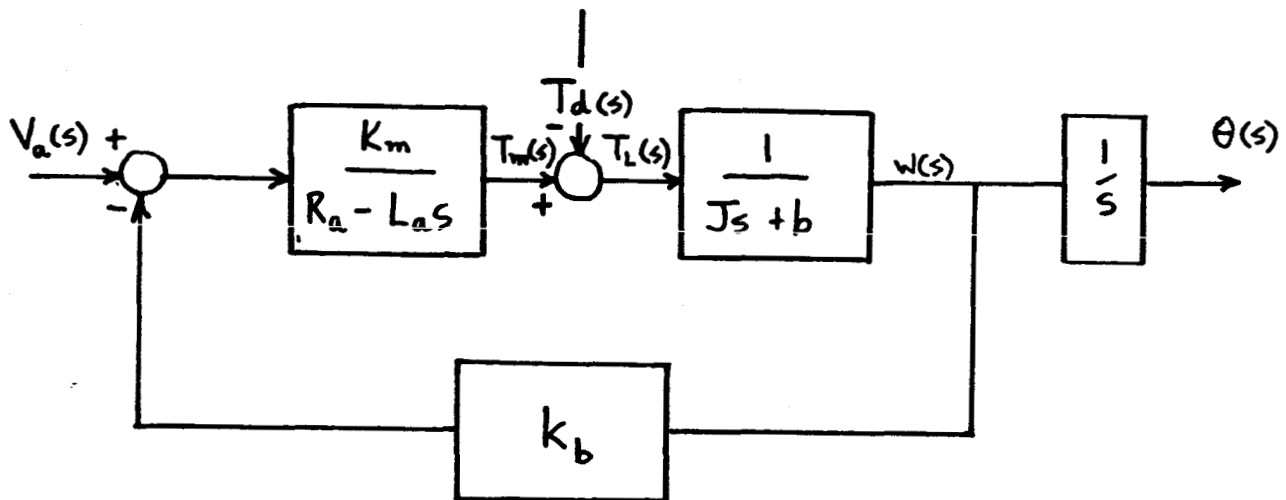 Td(s)
-
Va(s) +
-
Km
Ra - Las
Tm(s)
+
TL(s)
1
Js + b
w(s)
1
s
θ(s)
Kb